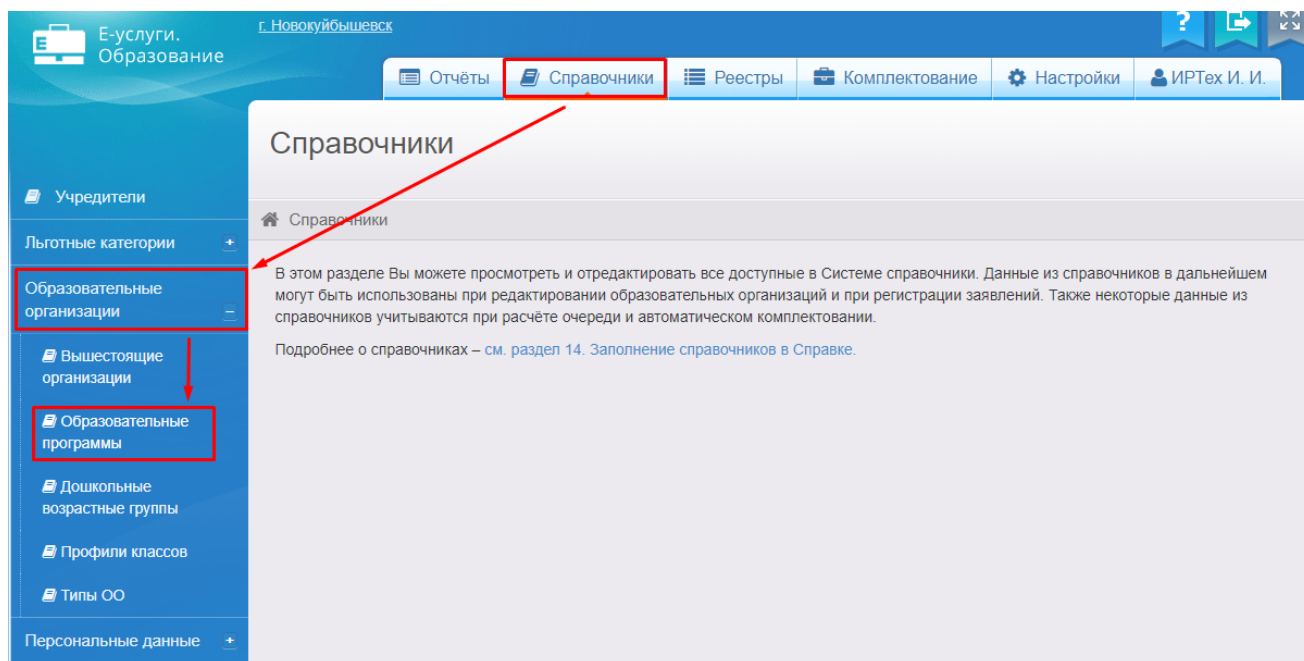 Е-услуги.
Образование
г. Новокуйбышевск
?
Отчёты
Справочники
Реестры
Комплектование
Настройки
ИРТех И. И.
Справочники
Справочники
Учредители
Льготные категории
Образовательные
организации
Вышестоящие
организации
Образовательные
программы
Дошкольные
возрастные группы
Профили классов
Типы ОО
Персональные данные
В этом разделе Вы можете просмотреть и отредактировать все доступные в Системе справочники. Данные из справочников в дальнейшем
могут быть использованы при редактировании образовательных организаций и при регистрации заявлений. Также некоторые данные из
справочников учитываются при расчёте очереди и автоматическом комплектовании.
Подробнее о справочниках – см. раздел 14. Заполнение справочников в Справке.